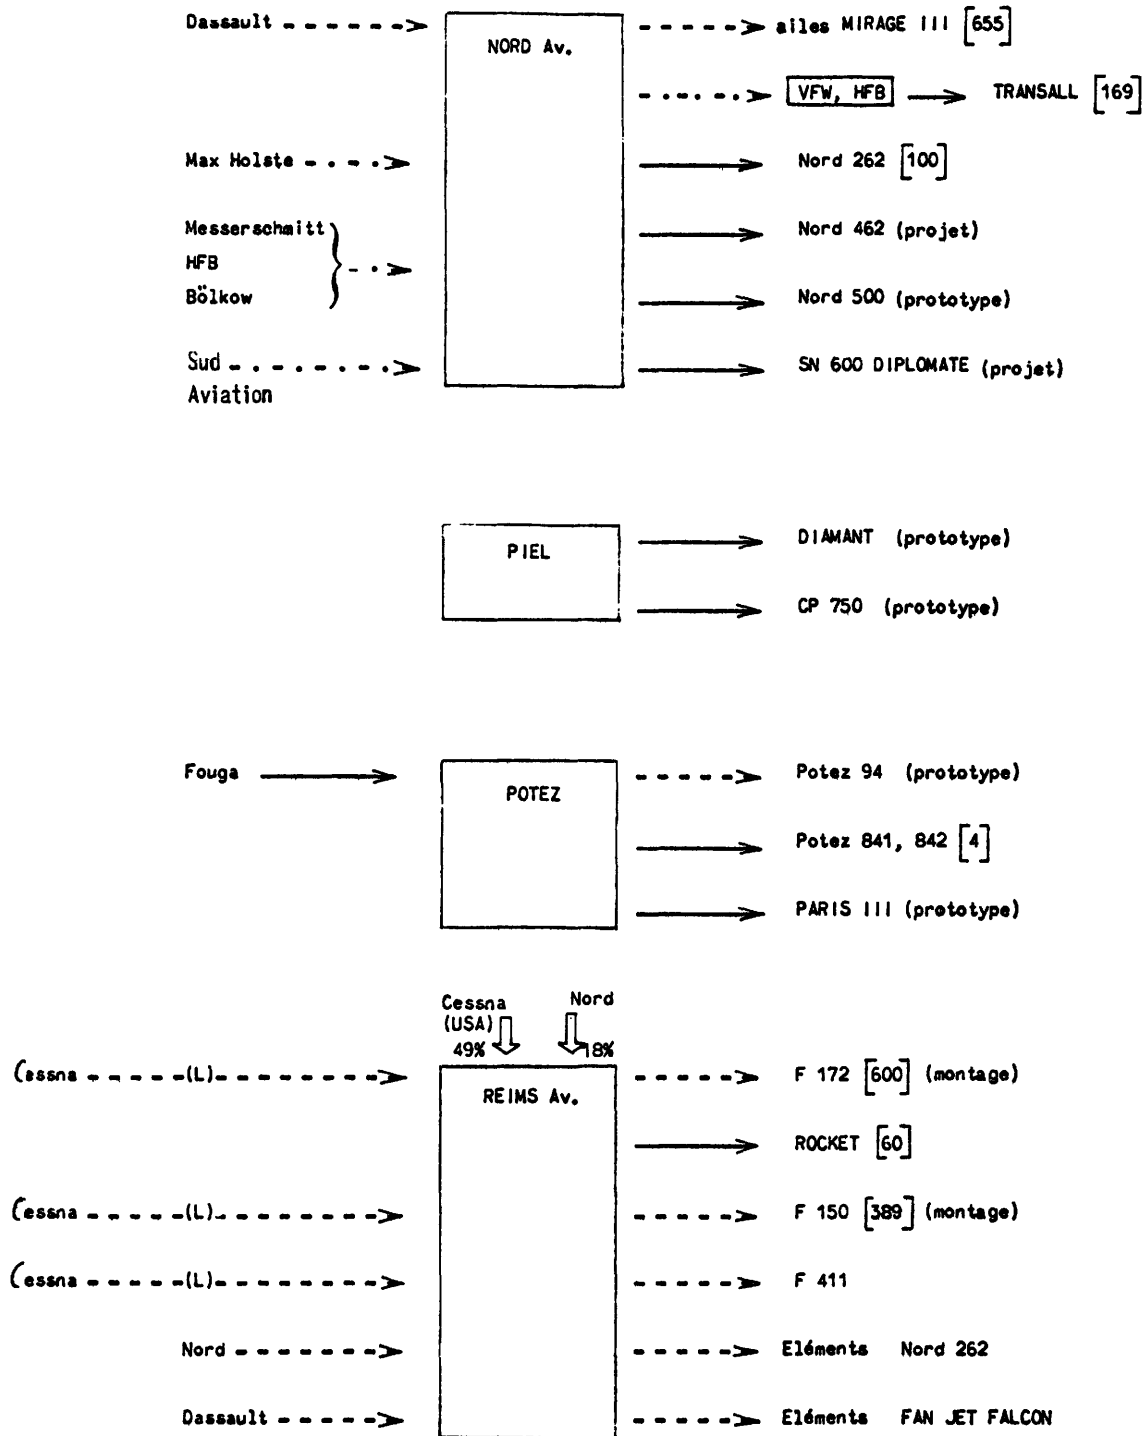 Dassault NORD Av. ailes MIRAGE III [655]
VFW, HFB TRANSALL [169]
Max Holste Nord 262 [100]
Messerschmitt Nord 462 (projet)
HFB
Bölkow Nord 500 (prototype)
Sud SN 600 DIPLOMATE (projet)
Aviation
PIEL DIAMANT (prototype)
CP 750 (prototype)
Fouga POTEZ Potez 94 (prototype)
Potez 841, 842 [4]
PARIS III (prototype)
Cessna Nord
(USA)
49% 18%
Cessna (L) REIMS Av. F 172 [600] (montage)
ROCKET [60]
Cessna (L) F 150 [389] (montage)
Cessna (L) F 411
Nord Eléments Nord 262
Dassault Eléments FAN JET FALCON